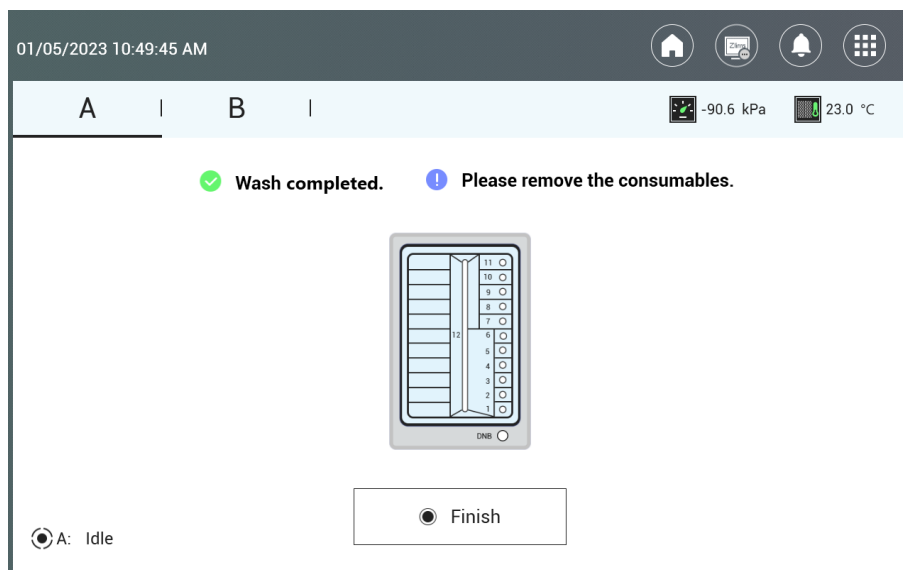 01/05/2023 10:49:45 AM
A | B |
-90.6 kPa 23.0 °C
Wash completed. Please remove the consumables.
11
10
9
8
7
12 6
5
4
3
2
1
DNB
Finish
A: Idle